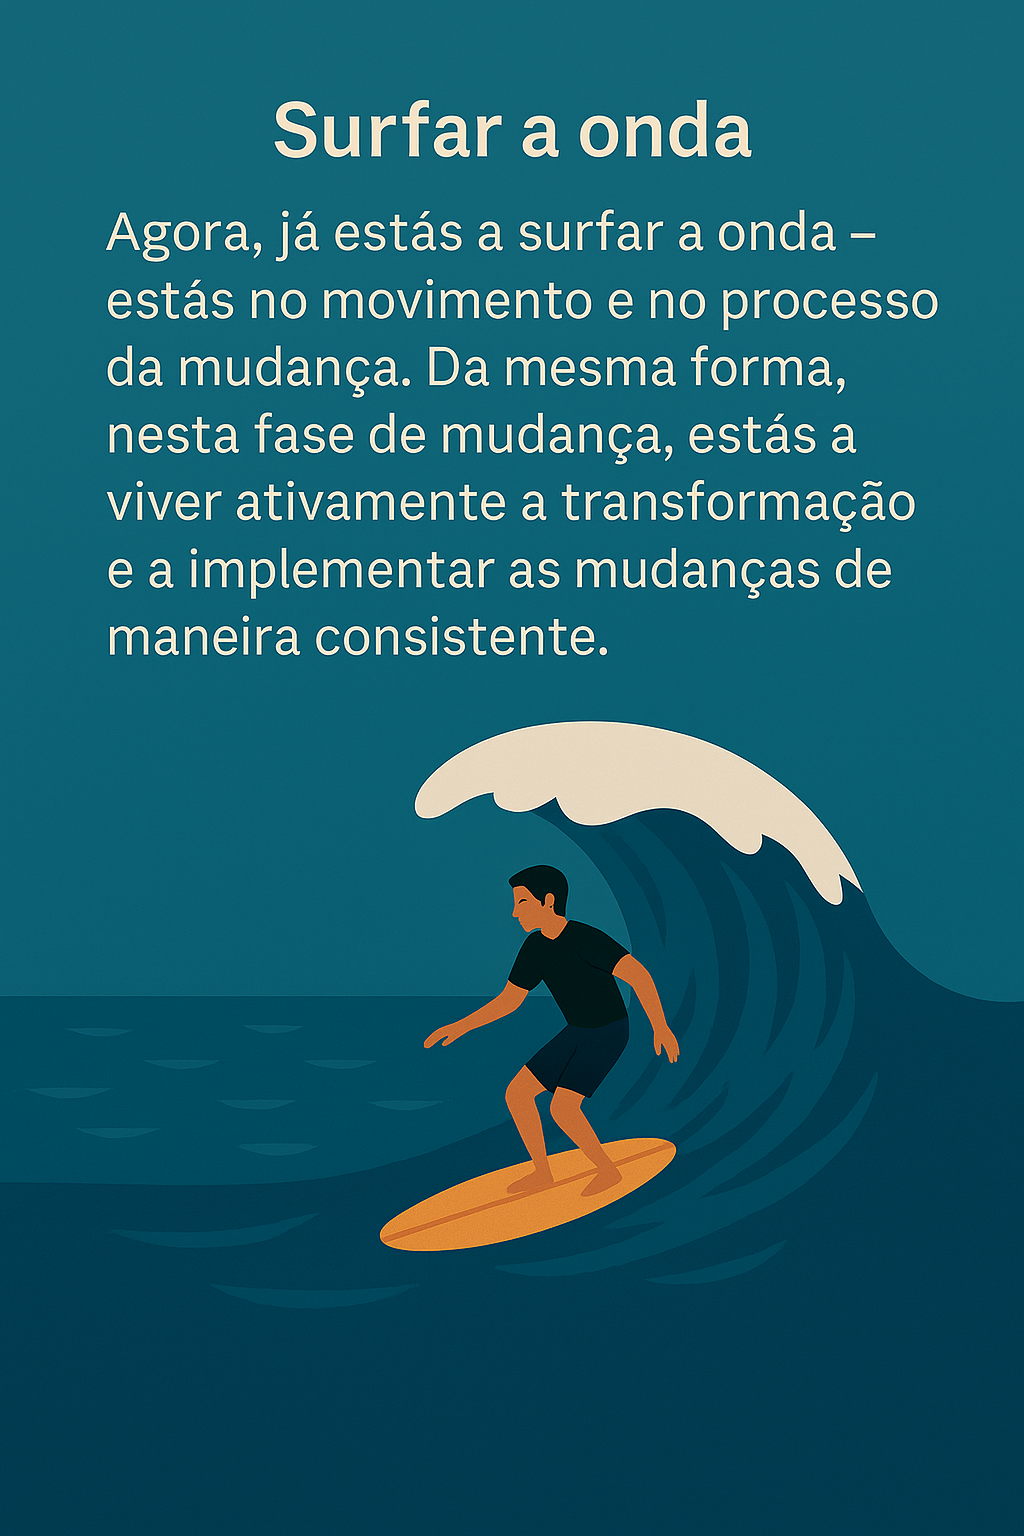 Surfar a onda
Agora, já estás a surfar a onda –
estás no movimento e no processo
da mudança. Da mesma forma,
nesta fase de mudança, estás a
viver ativamente a transformação
e a implementar as mudanças de
maneira consistente.